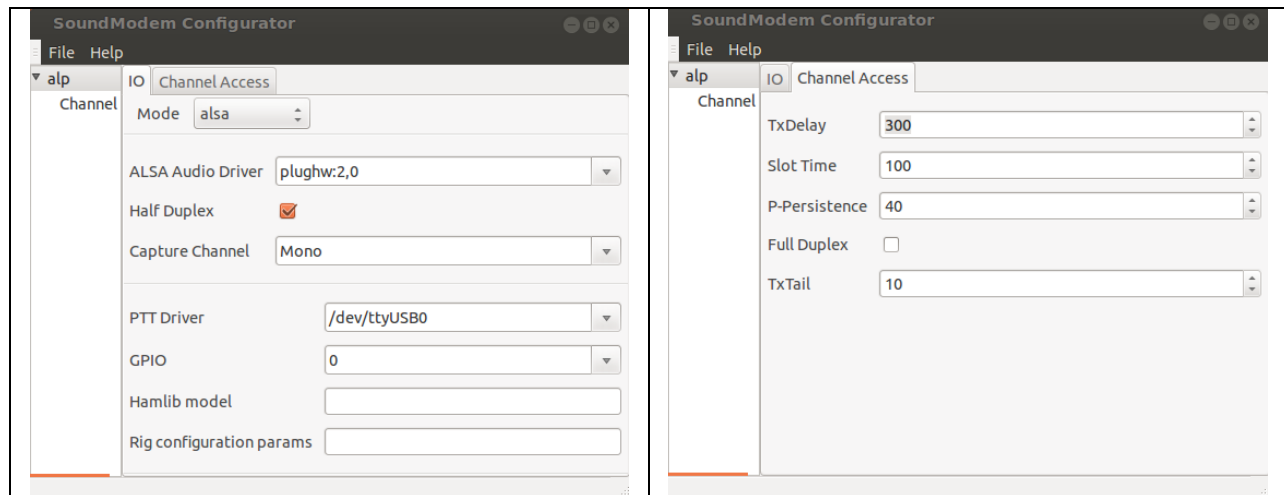 SoundModem Configurator
File Help
alp
Channel
IO Channel Access
Mode alsa
ALSA Audio Driver plughw:2,0
Half Duplex
Capture Channel Mono
PTT Driver /dev/ttyUSB0
GPIO 0
Hamlib model
Rig configuration params
SoundModem Configurator
File Help
alp
Channel
IO Channel Access
TxDelay 300
Slot Time 100
P-Persistence 40
Full Duplex
TxTail 10